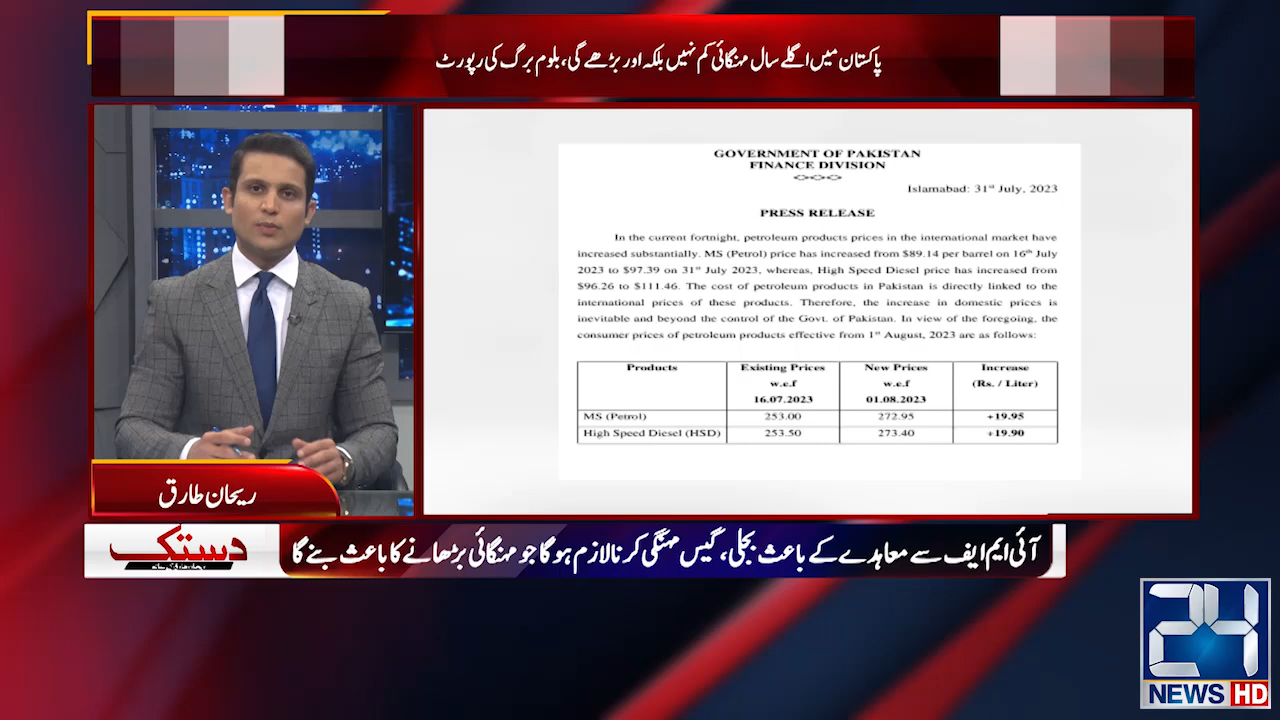 پاکستان میں اگلے سال مہنگائی کم نہیں بلکہ اور بڑھے گی، بلوم برگ کی رپورٹ
GOVERNMENT OF PAKISTAN
FINANCE DIVISION
Islamabad: 31st July, 2023
PRESS RELEASE
In the current fortnight, petroleum products prices in the international market have
increased substantially. MS (Petrol) price has increased from $89.14 per barrel on 16th July
2023 to $97.39 on 31st July 2023, whereas, High Speed Diesel price has increased from
$96.26 to $111.46. The cost of petroleum products in Pakistan is directly linked to the
international prices of these products. Therefore, the increase in domestic prices is
inevitable and beyond the control of the Govt. of Pakistan. In view of the foregoing, the
consumer prices of petroleum products effective from 1st August, 2023 are as follows:
Products Existing Prices New Prices Increase
w.e.f w.e.f (Rs. / Liter)
16.07.2023 01.08.2023
MS (Petrol) 253.00 272.95 +19.95
High Speed Diesel (HSD) 253.50 273.40 +19.90
ریحان طارق
دستک
آئی ایم ایف سے معاہدے کے باعث بجلی، گیس مہنگی کرنا لازم ہوگا جو مہنگائی بڑھانے کا باعث بنے گا
24
NEWS HD